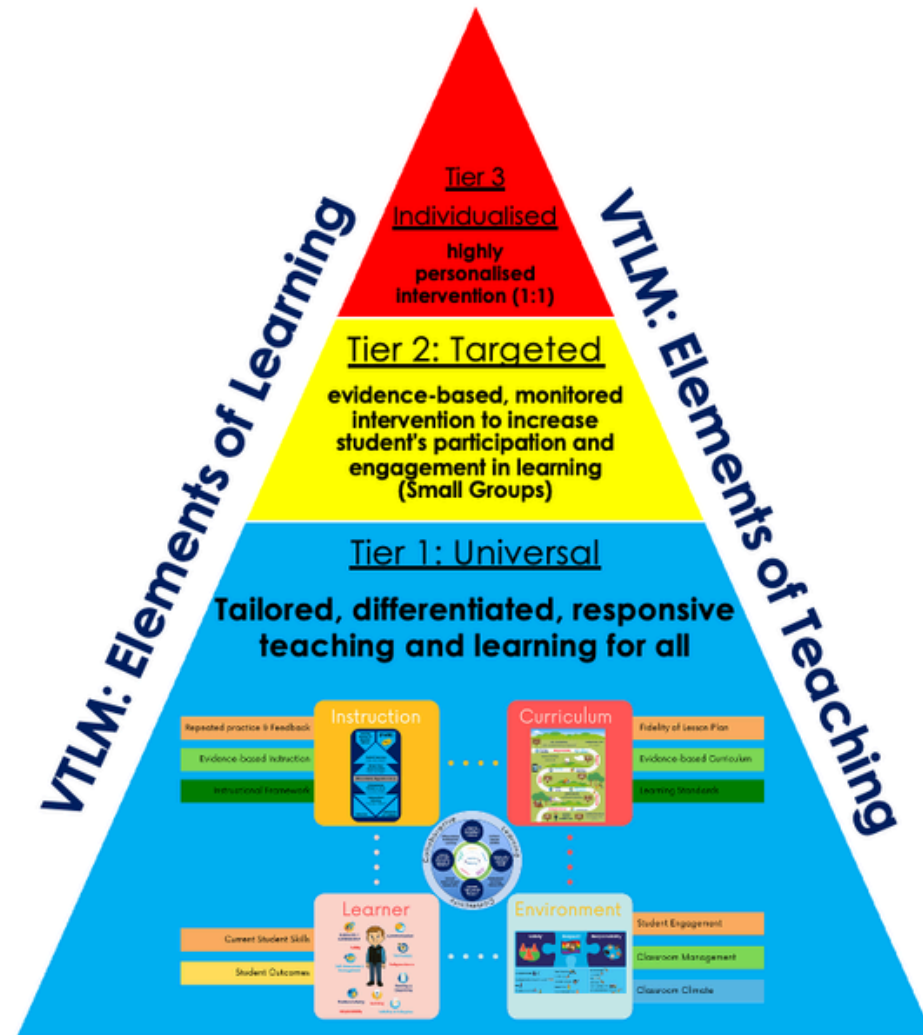 Tier 3
Individualised
highly
personalised
intervention (1:1)
VTLM: Elements of Learning
VTLM: Elements of Teaching
Tier 2: Targeted
evidence-based, monitored
intervention to increase
student's participation and
engagement in learning
(Small Groups)
Tier 1: Universal
Tailored, differentiated, responsive
teaching and learning for all
Instruction
Curriculum
Repeated practice & Feedback
Evidence-based Instruction
Instructional Framework
Fidelity of Lesson Plan
Evidence-based Curriculum
Learning Standards
Collaborative
Learning
Learner
Environment
Current Student Skills
Student Outcomes
Student Engagement
Classroom Management
Classroom Climate